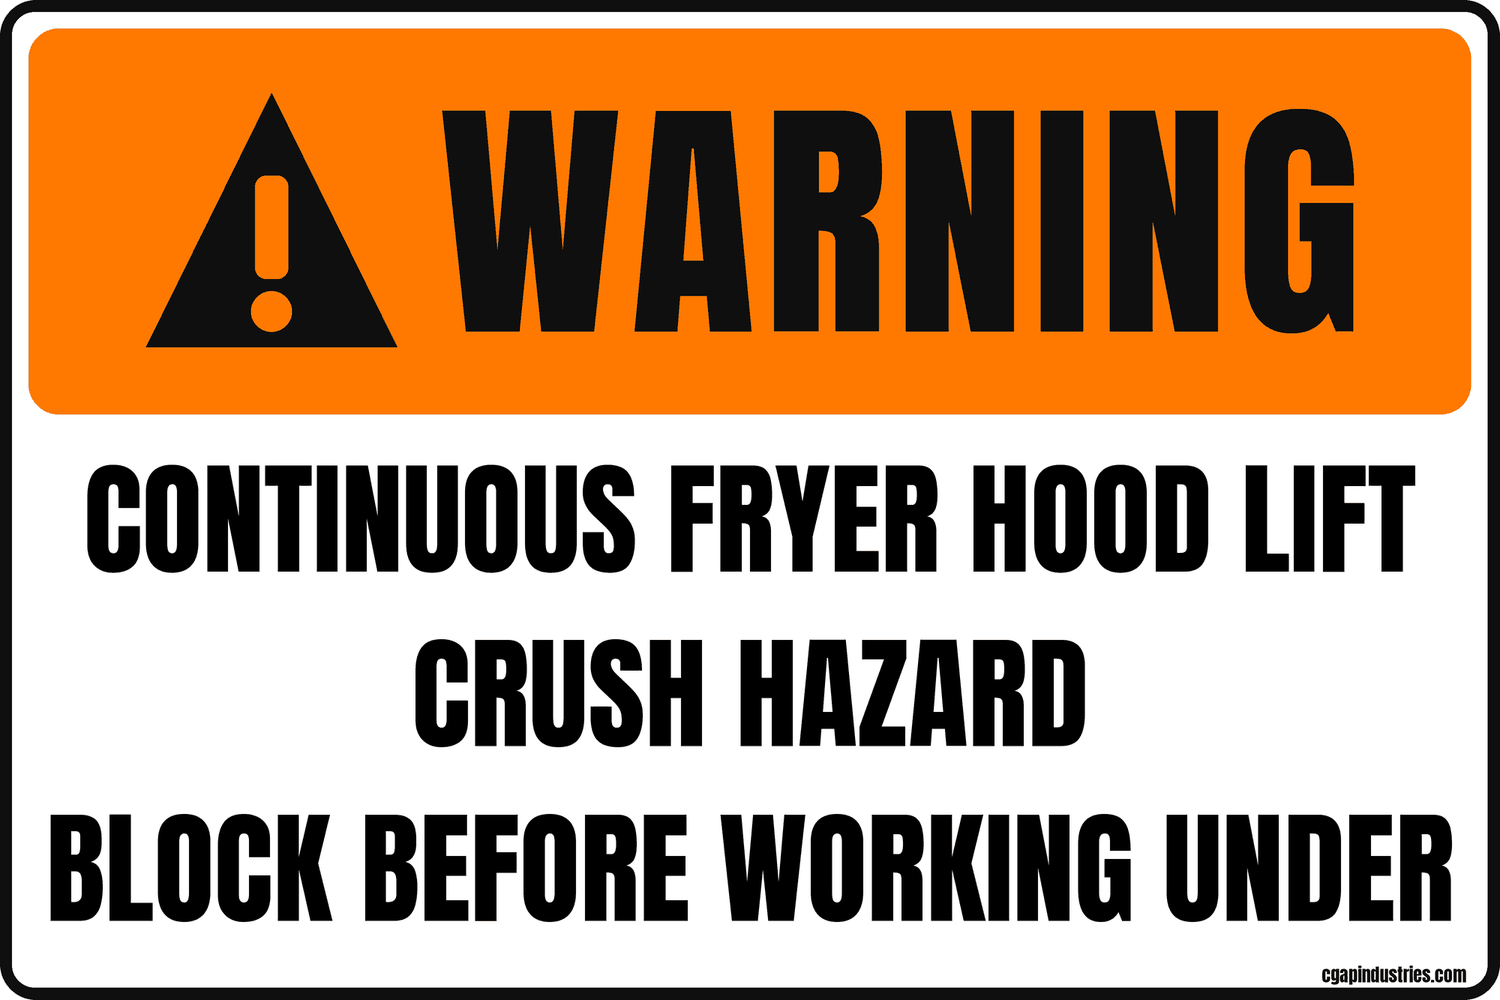 WARNING
CONTINUOUS FRYER HOOD LIFT
CRUSH HAZARD
BLOCK BEFORE WORKING UNDER
cgapindustries.com